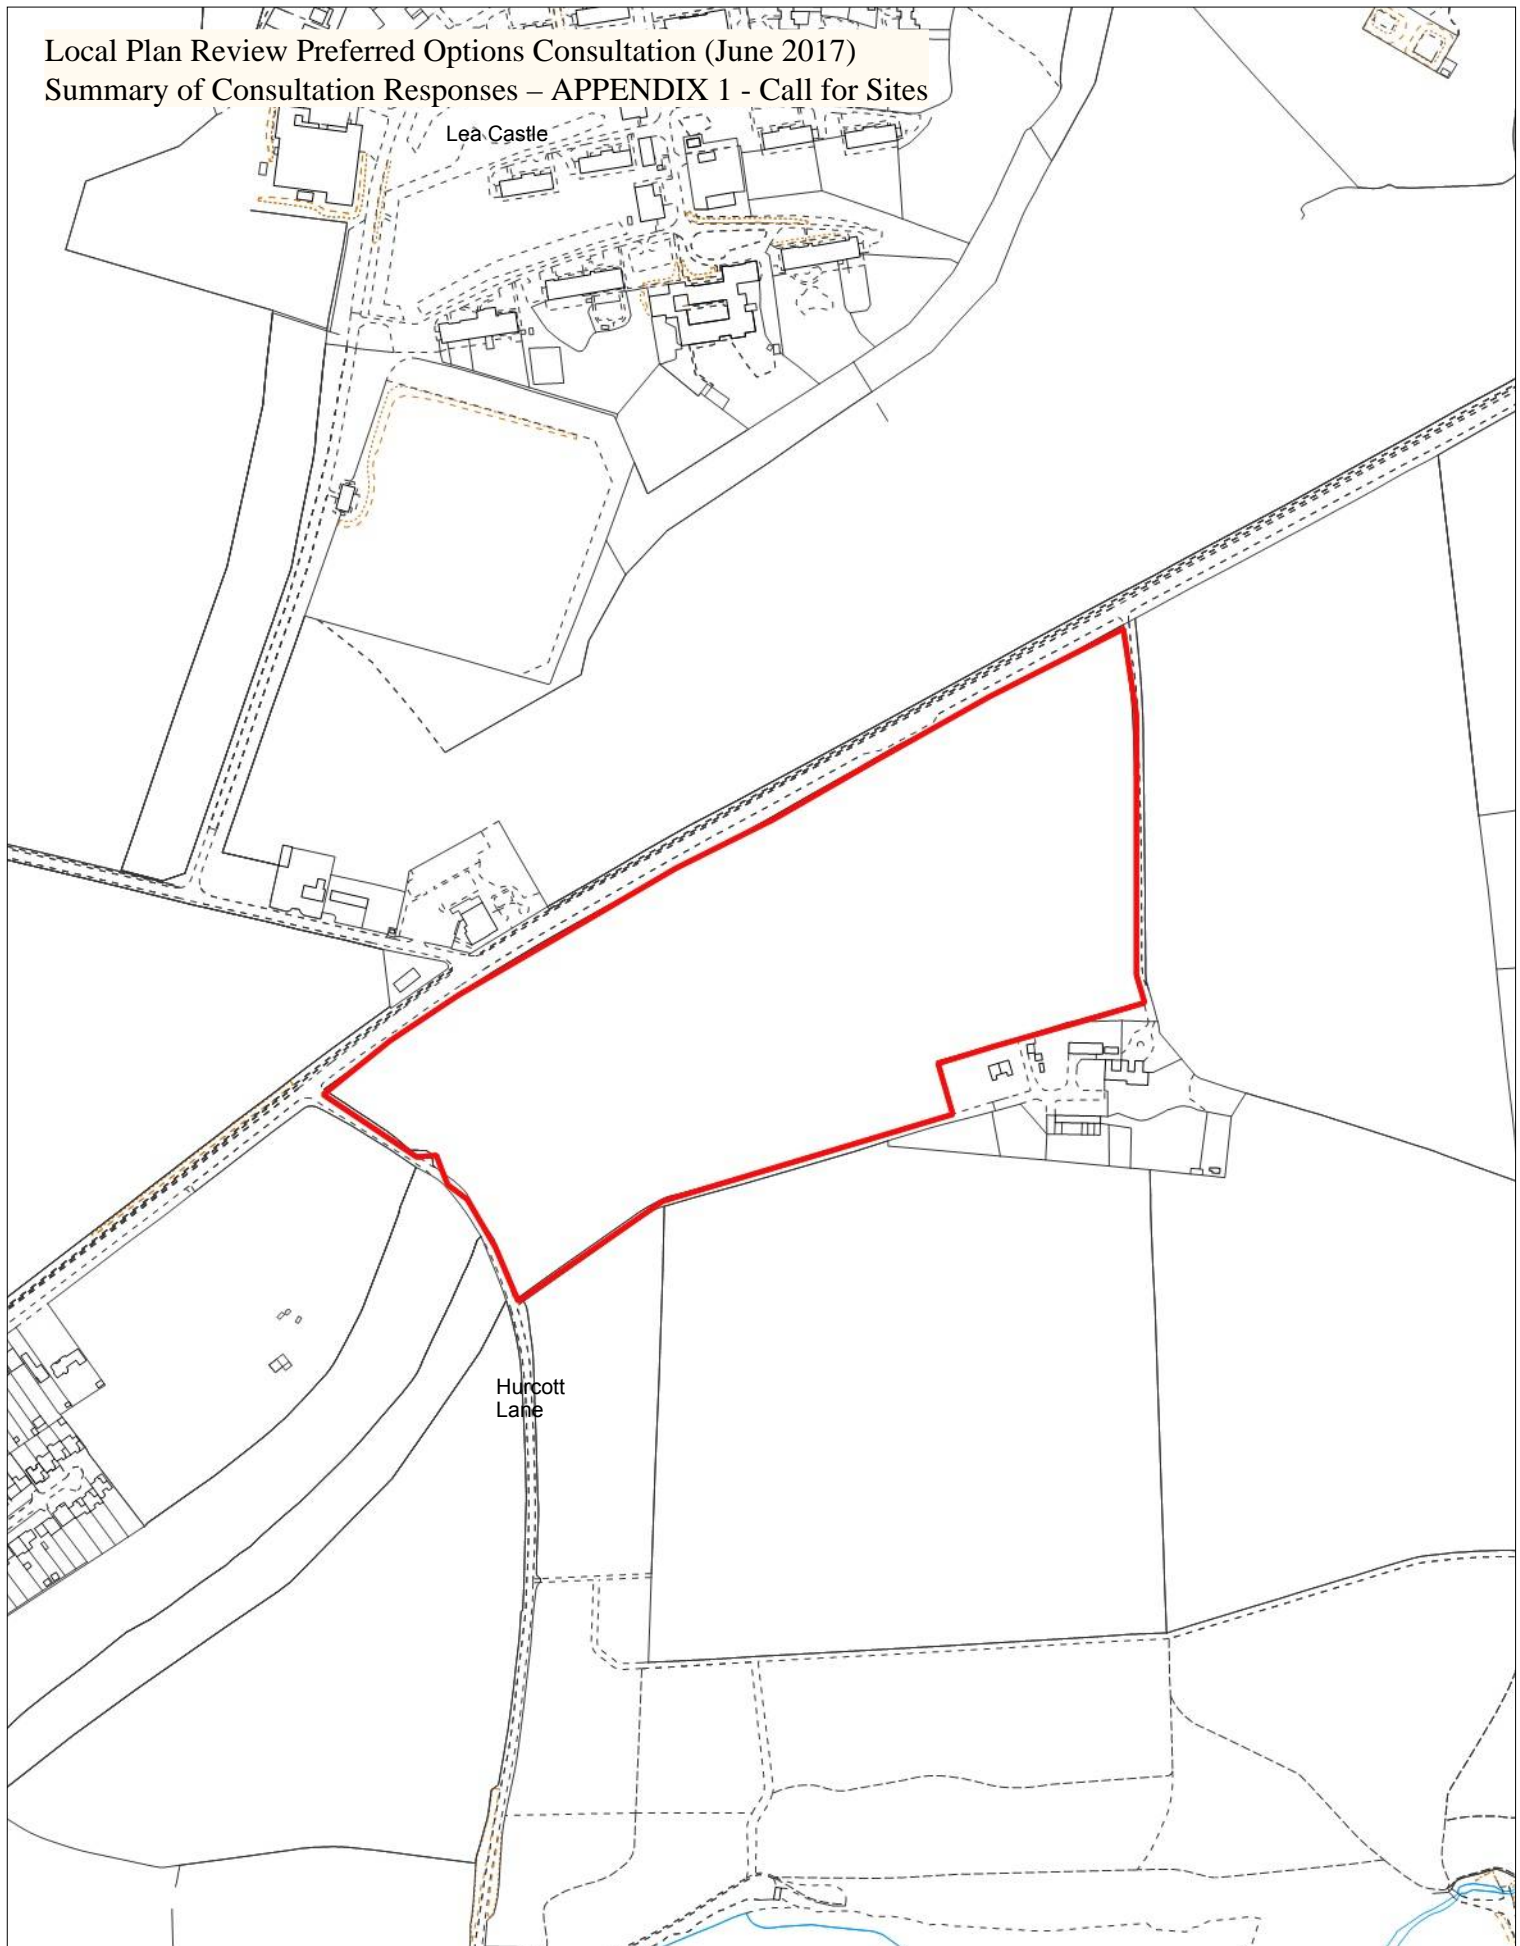 Local Plan Review Preferred Options Consultation (June 2017)
Summary of Consultation Responses – APPENDIX 1 - Call for Sites
Lea Castle
Hurcott
Lane